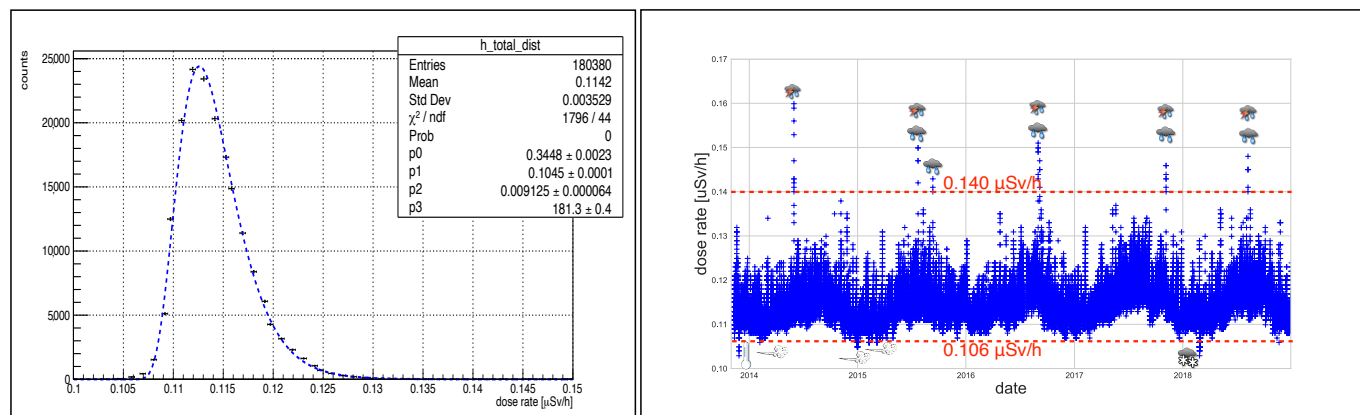 h_total_dist
Entries 180380
Mean 0.1142
Std Dev 0.003529
χ² / ndf 1796 / 44
Prob 0
p0 0.3448 ± 0.0023
p1 0.1045 ± 0.0001
p2 0.009125 ± 0.000064
p3 181.3 ± 0.4
counts
25000
20000
15000
10000
5000
0
0.1 0.105 0.11 0.115 0.12 0.125 0.13 0.135 0.14 0.145 0.15
dose rate [μSv/h]
0.17
0.16
0.15
0.14
0.13
0.12
0.11
0.10
dose rate [μSv/h]
0.140 μSv/h
0.106 μSv/h
2014 2015 2016 2017 2018
date